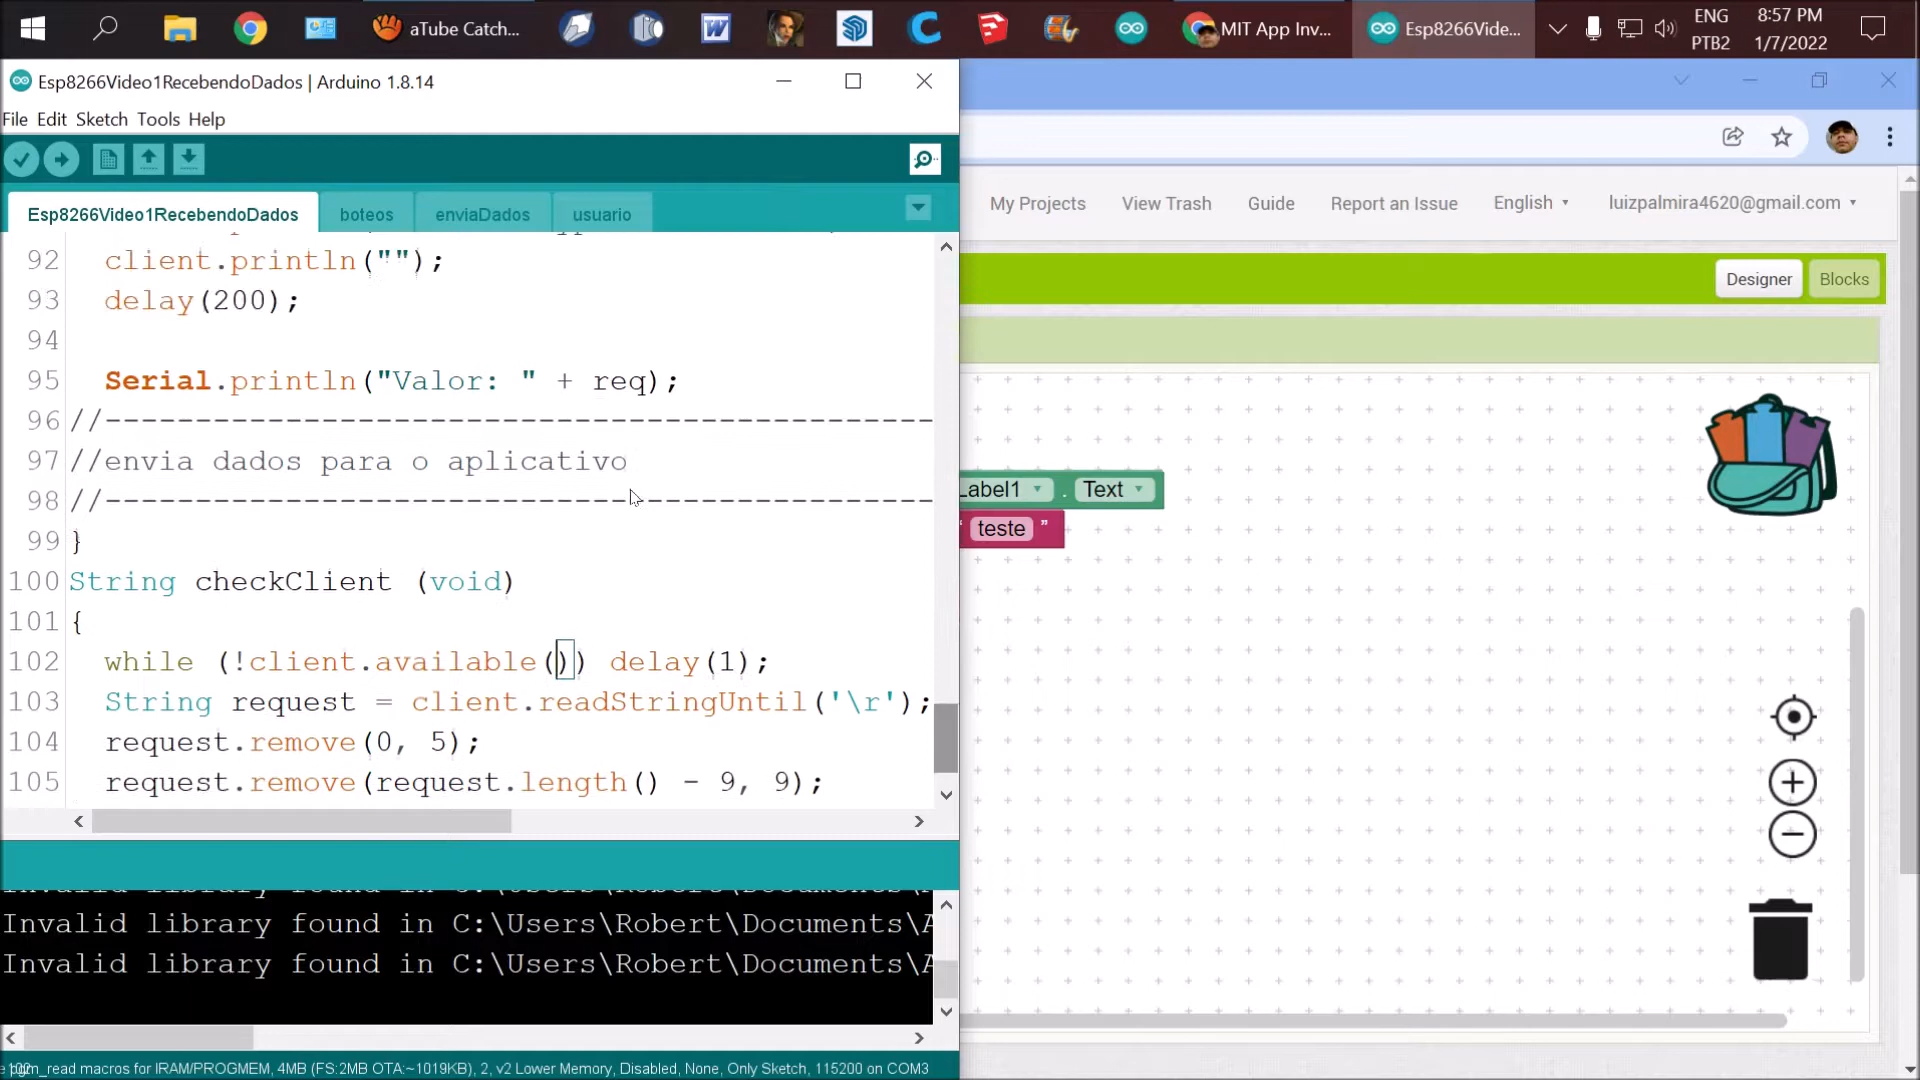 aTube Catch...
MIT App Inv...
Esp8266Vide...
ENG
PTB2
8:57 PM
1/7/2022
Esp8266Video1RecebendoDados | Arduino 1.8.14
File Edit Sketch Tools Help
Esp8266Video1RecebendoDados boteos enviaDados usuario
92 client.println("");
93 delay(200);
94
95 Serial.println("Valor: " + req);
96 //----------------------------------------------
97 //envia dados para o aplicativo
98 //----------------------------------------------
99 }
100 String checkClient (void)
101 {
102 while (!client.available()) delay(1);
103 String request = client.readStringUntil('\r');
104 request.remove(0, 5);
105 request.remove(request.length() - 9, 9);
Invalid library found in C:\Users\Robert\Documents\A
Invalid library found in C:\Users\Robert\Documents\A
pgm_read macros for IRAM/PROGMEM, 4MB (FS:2MB OTA:~1019KB), 2, v2 Lower Memory, Disabled, None, Only Sketch, 115200 on COM3
My Projects View Trash Guide Report an Issue English luizpalmira4620@gmail.com
Designer Blocks
Label1 . Text
" teste "